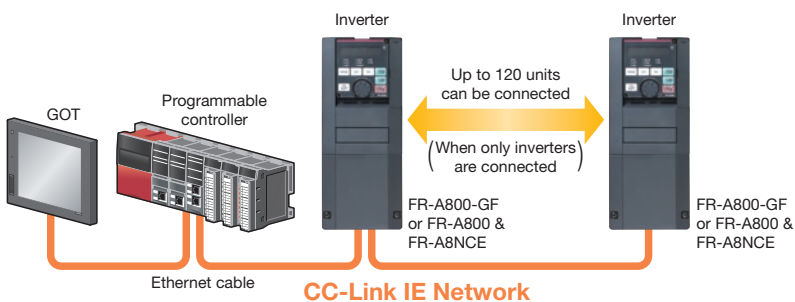 Inverter
Inverter
Up to 120 units
can be connected
(When only inverters
are connected)
GOT
Programmable
controller
FR-A800-GF
or FR-A800 &
FR-A8NCE
FR-A800-GF
or FR-A800 &
FR-A8NCE
Ethernet cable
CC-Link IE Network